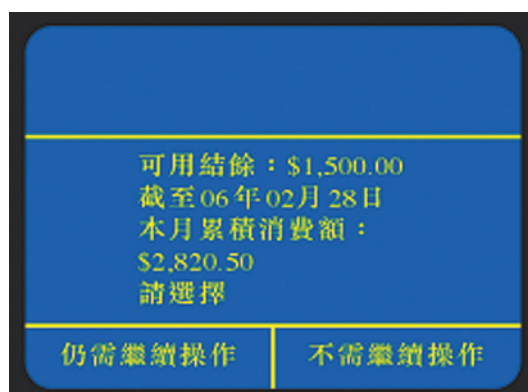 可用結餘：$1,500.00
截至06年02月28日
本月累積消費額：
$2,820.50
請選擇
仍需繼續操作
不需繼續操作